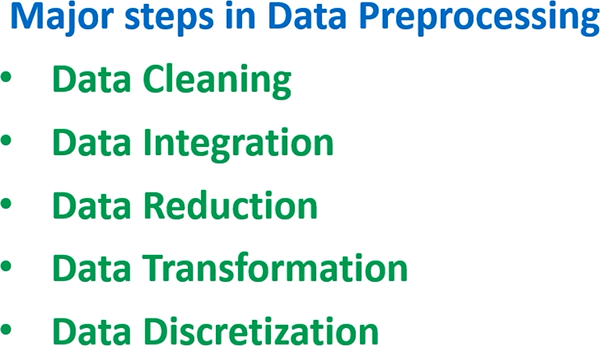 Major steps in Data Preprocessing
• Data Cleaning
• Data Integration
• Data Reduction
• Data Transformation
• Data Discretization